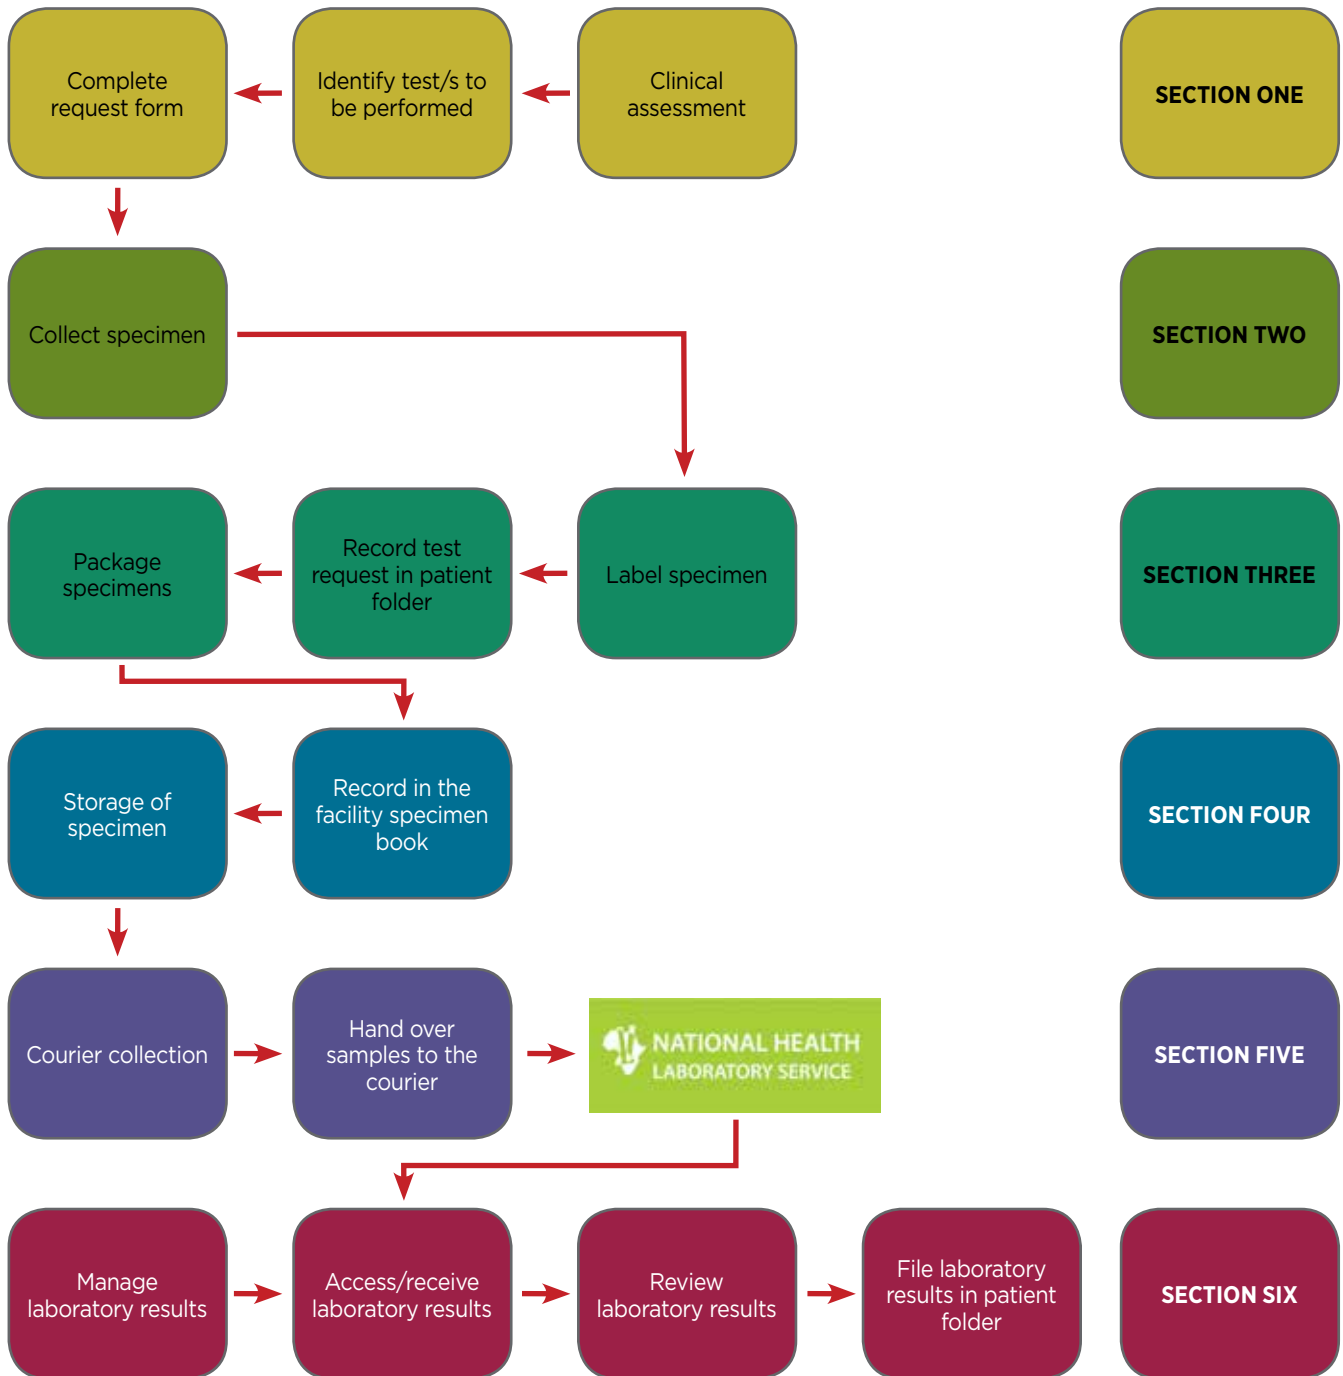 Complete
request form
Identify test/s to
be performed
Clinical
assessment
SECTION ONE
Collect specimen
SECTION TWO
Package
specimens
Record test
request in patient
folder
Label specimen
SECTION THREE
Storage of
specimen
Record in the
facility specimen
book
SECTION FOUR
Courier collection
Hand over
samples to the
courier
NATIONAL HEALTH
LABORATORY SERVICE
SECTION FIVE
Manage
laboratory results
Access/receive
laboratory results
Review
laboratory results
File laboratory
results in patient
folder
SECTION SIX